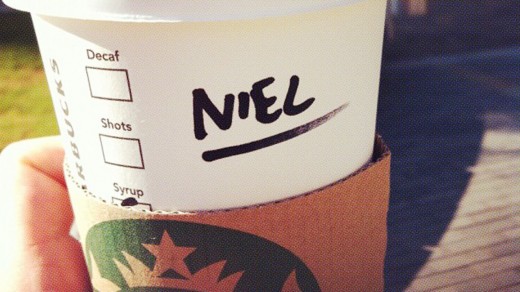 Decaf
NIEL
Shots
Syrup